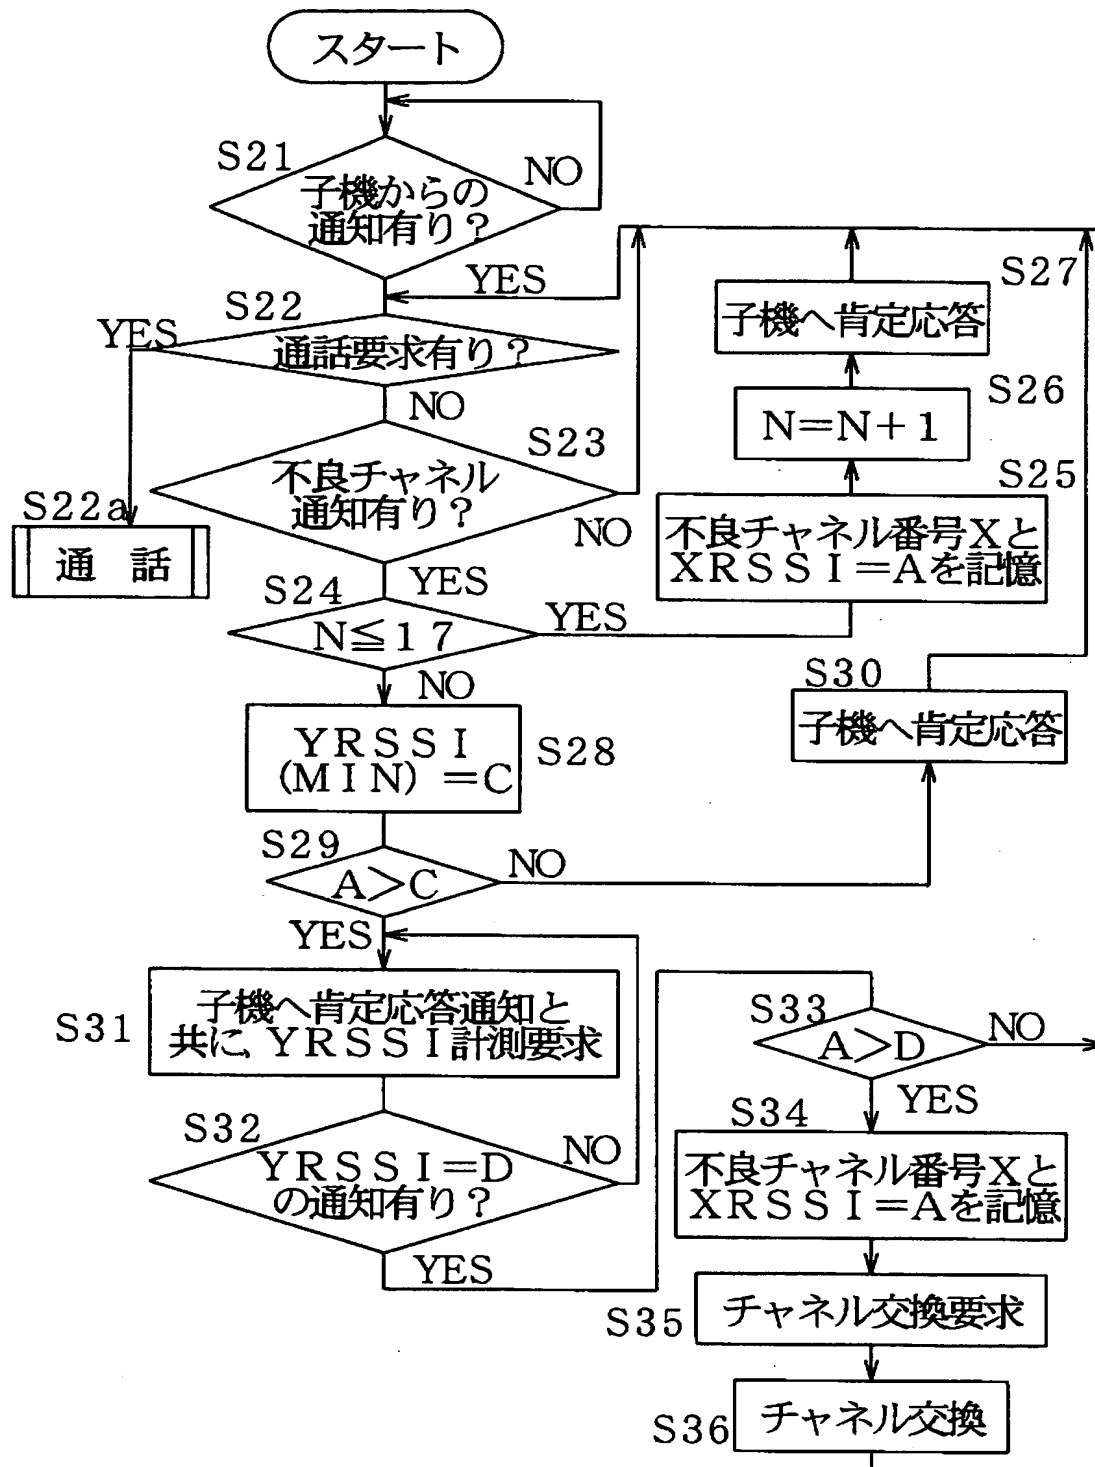 スタート
S21
子機からの
通知有り？
NO
YES
S22
通話要求有り？
YES
NO
S22a
通 話
S23
不良チャネル
通知有り？
NO
YES
S24
N≦17
YES
NO
S25
不良チャネル番号Xと
XRSSI=Aを記憶
S26
N=N+1
S27
子機へ肯定応答
S28
YRSSI
(MIN)=C
S29
A>C
NO
YES
S30
子機へ肯定応答
S31
子機へ肯定応答通知と
共に、YRSSI計測要求
S32
YRSSI=D
の通知有り？
NO
YES
S33
A>D
NO
YES
S34
不良チャネル番号Xと
XRSSI=Aを記憶
S35
チャネル交換要求
S36
チャネル交換